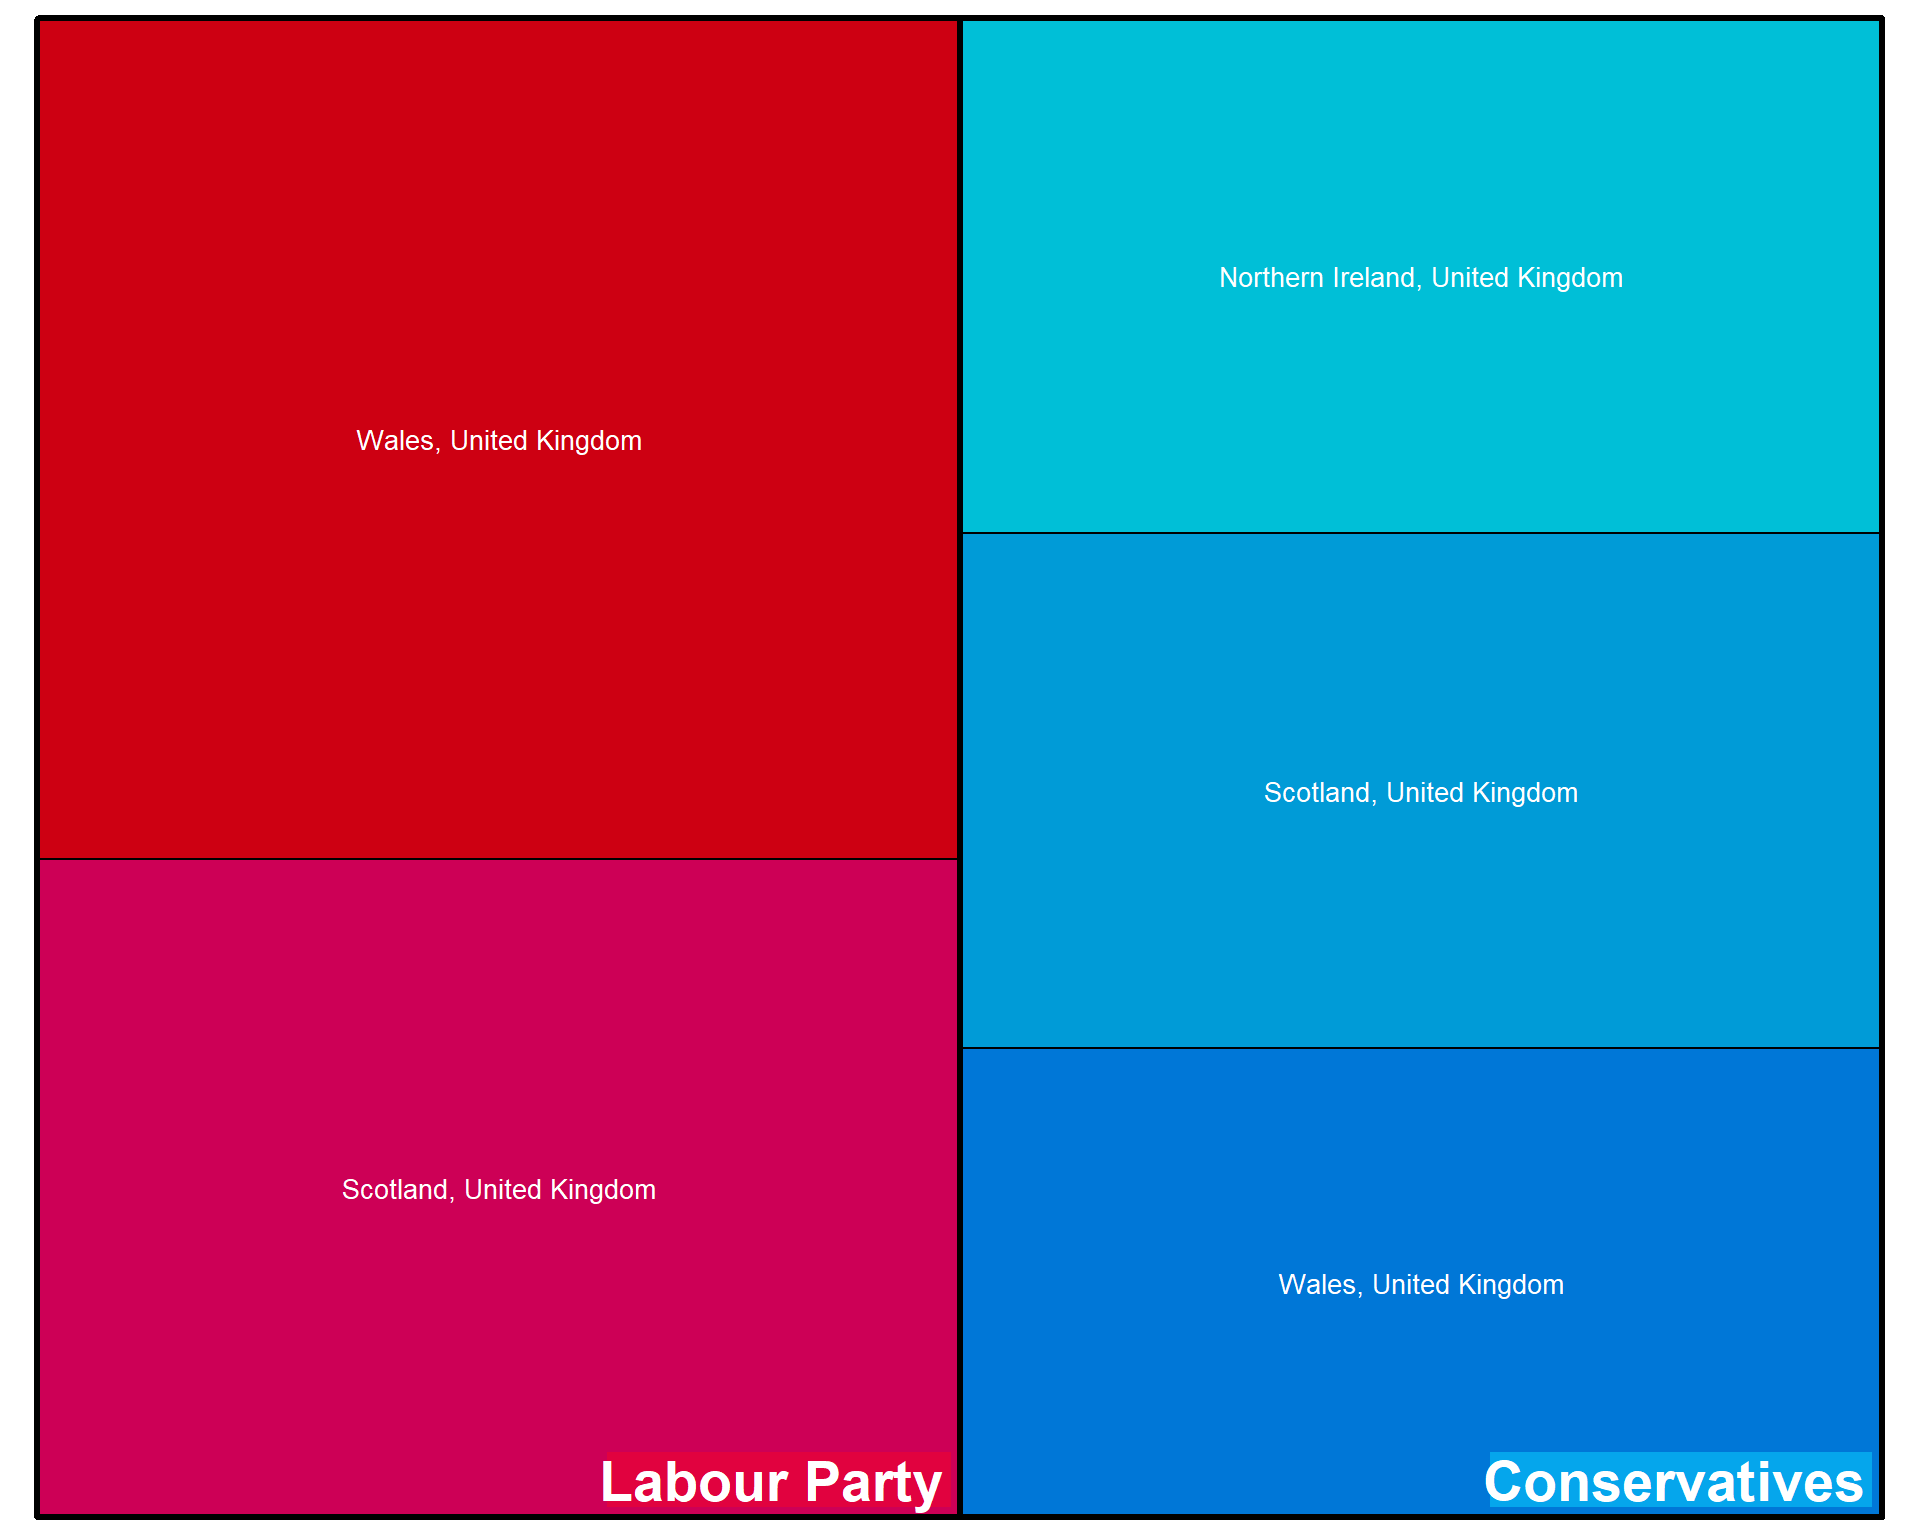 Wales, United Kingdom
Scotland, United Kingdom
Labour Party
Northern Ireland, United Kingdom
Scotland, United Kingdom
Wales, United Kingdom
Conservatives